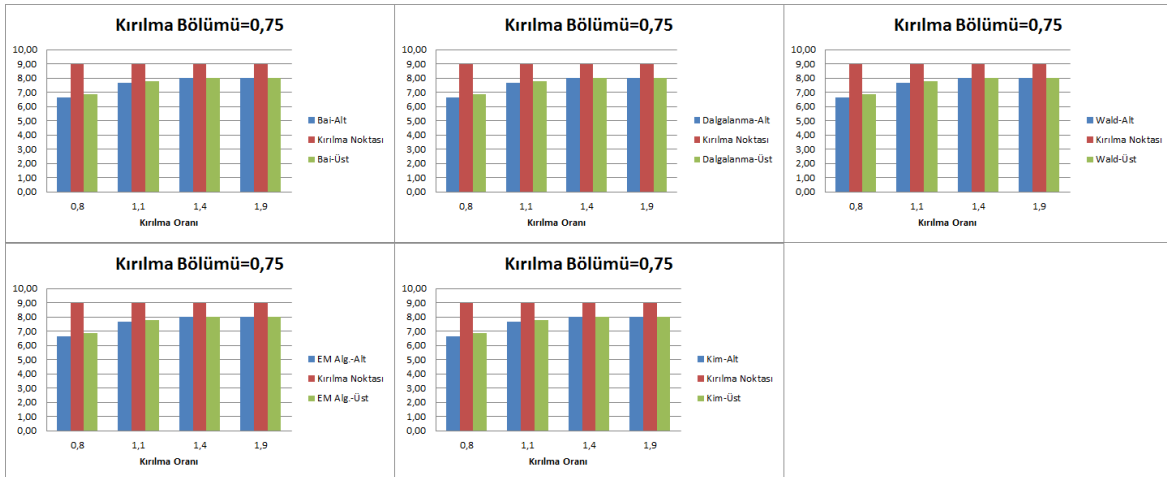 Kırılma Bölümü=0,75
10,00
9,00
8,00
7,00
6,00
5,00
4,00
3,00
2,00
1,00
0,00
0,8 1,1 1,4 1,9
Kırılma Oranı
Bai-Alt
Kırılma Noktası
Bai-Üst
Kırılma Bölümü=0,75
10,00
9,00
8,00
7,00
6,00
5,00
4,00
3,00
2,00
1,00
0,00
0,8 1,1 1,4 1,9
Kırılma Oranı
Dalgalanma-Alt
Kırılma Noktası
Dalgalanma-Üst
Kırılma Bölümü=0,75
10,00
9,00
8,00
7,00
6,00
5,00
4,00
3,00
2,00
1,00
0,00
0,8 1,1 1,4 1,9
Kırılma Oranı
Wald-Alt
Kırılma Noktası
Wald-Üst
Kırılma Bölümü=0,75
10,00
9,00
8,00
7,00
6,00
5,00
4,00
3,00
2,00
1,00
0,00
0,8 1,1 1,4 1,9
Kırılma Oranı
EM Alg.-Alt
Kırılma Noktası
EM Alg.-Üst
Kırılma Bölümü=0,75
10,00
9,00
8,00
7,00
6,00
5,00
4,00
3,00
2,00
1,00
0,00
0,8 1,1 1,4 1,9
Kırılma Oranı
Kim-Alt
Kırılma Noktası
Kim-Üst